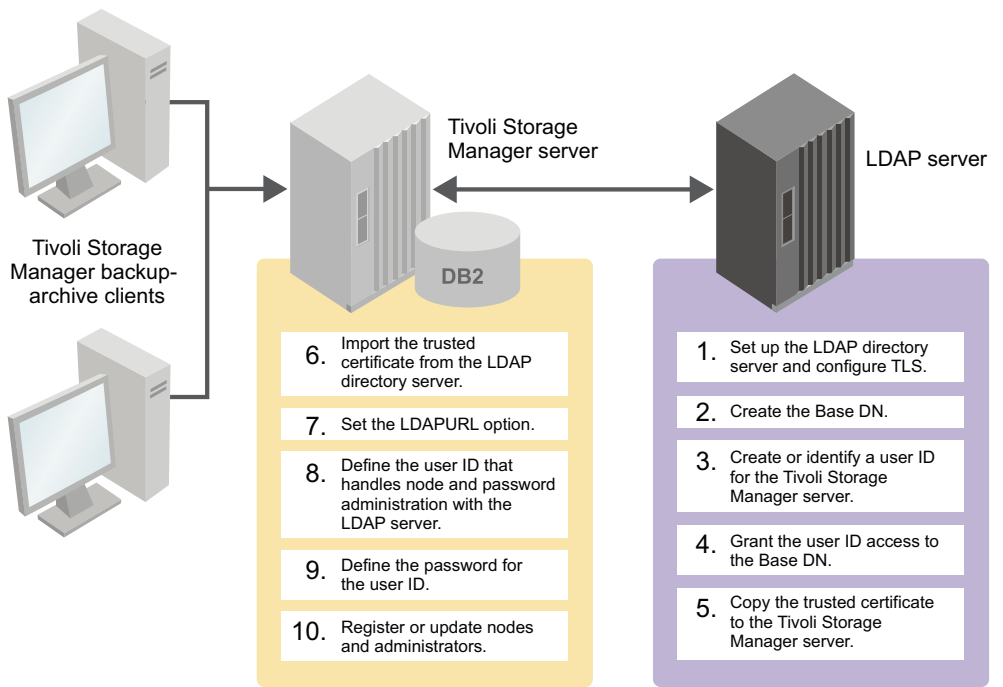 Tivoli Storage
Manager server
LDAP server
Tivoli Storage
Manager backup-
archive clients
DB2
6. Import the trusted
certificate from the LDAP
directory server.
7. Set the LDAPURL option.
8. Define the user ID that
handles node and password
administration with the
LDAP server.
9. Define the password for
the user ID.
10. Register or update nodes
and administrators.
1. Set up the LDAP directory
server and configure TLS.
2. Create the Base DN.
3. Create or identify a user ID
for the Tivoli Storage
Manager server.
4. Grant the user ID access to
the Base DN.
5. Copy the trusted certificate
to the Tivoli Storage
Manager server.